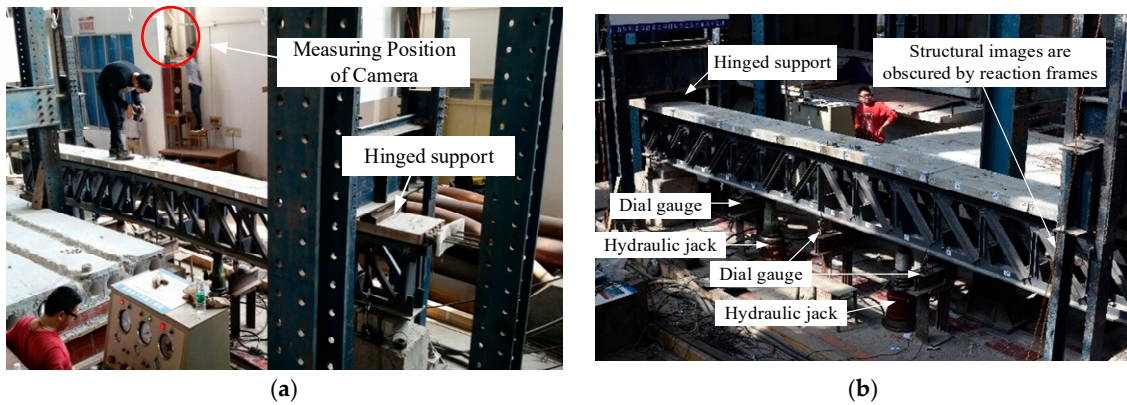 Measuring Position
of Camera
Hinged support
(a)
Hinged support
Structural images are
obscured by reaction frames
Dial gauge
Hydraulic jack
Dial gauge
Hydraulic jack
(b)